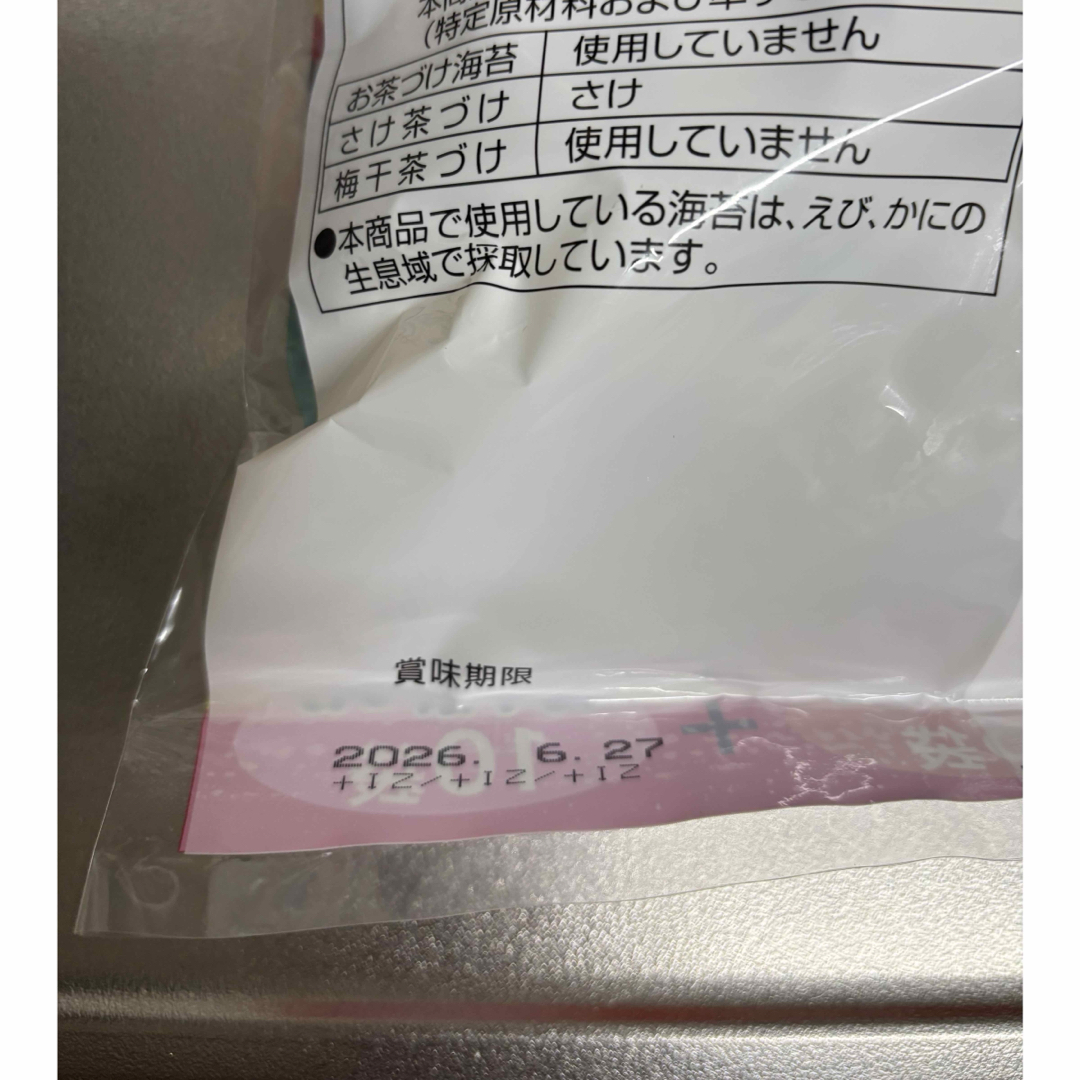 (特定原材料および準ずる
お茶づけ海苔 使用していません
さけ茶づけ さけ
梅干茶づけ 使用していません
●本商品で使用している海苔は、えび、かにの
生息域で採取しています。
賞味期限
2026. 6.27
+IZ/+IZ/+IZ